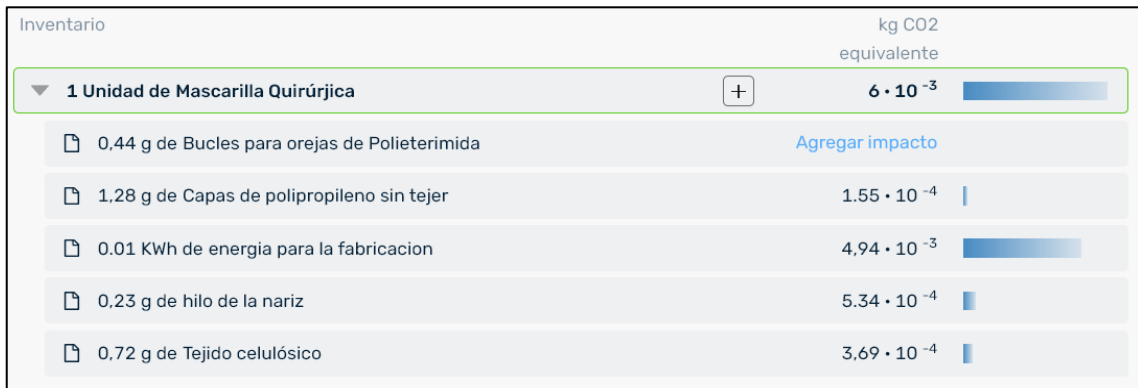 Inventario
kg CO2
equivalente
1 Unidad de Mascarilla Quirúrjica + 6 · 10 -3
0,44 g de Bucles para orejas de Polieterimida Agregar impacto
1,28 g de Capas de polipropileno sin tejer 1.55 · 10 -4
0.01 KWh de energia para la fabricacion 4,94 · 10 -3
0,23 g de hilo de la nariz 5.34 · 10 -4
0,72 g de Tejido celulósico 3,69 · 10 -4